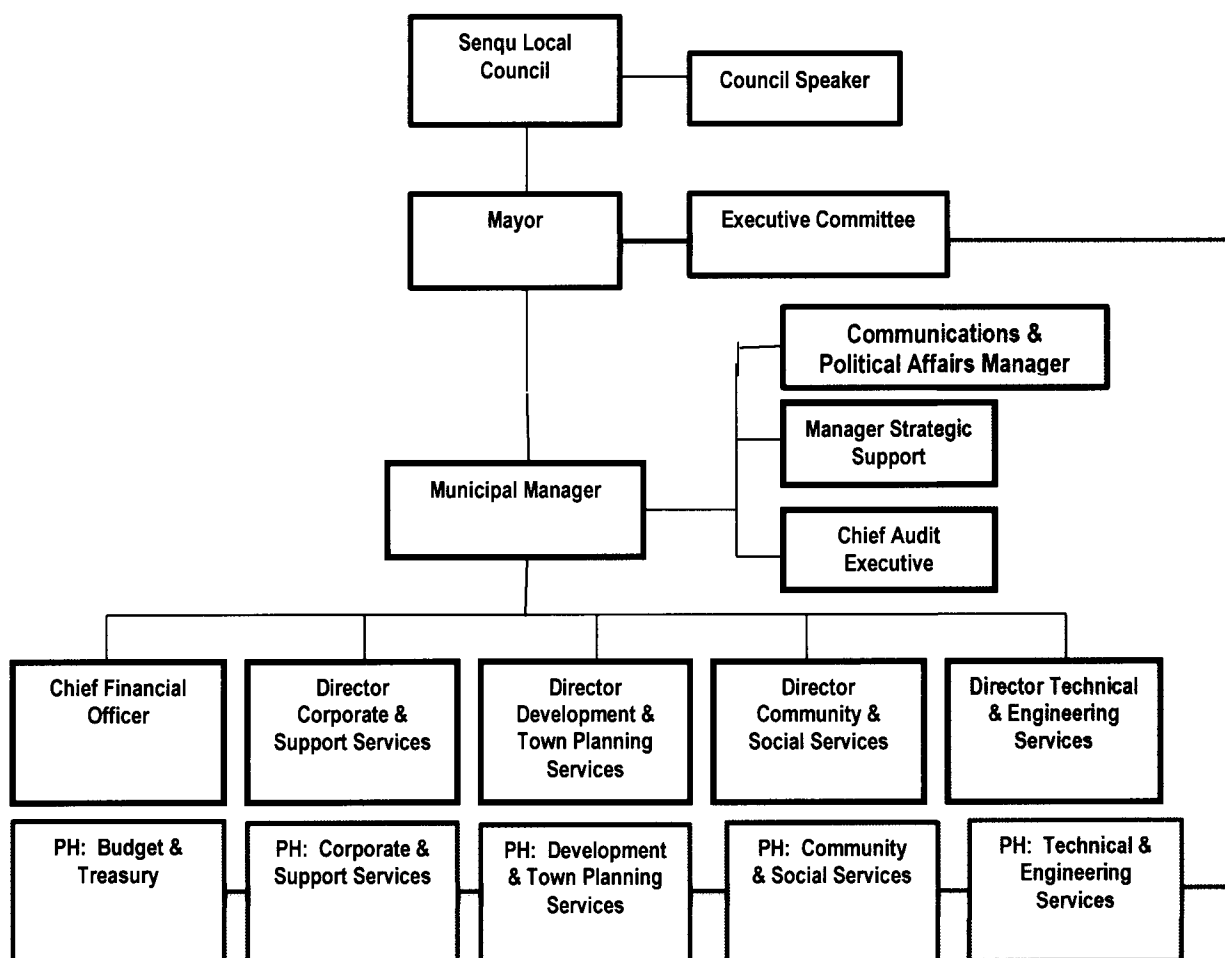 Senqu Local
Council
Council Speaker
Mayor
Executive Committee
Communications &
Political Affairs Manager
Manager Strategic
Support
Municipal Manager
Chief Audit
Executive
Chief Financial
Officer
Director
Corporate &
Support Services
Director
Development &
Town Planning
Services
Director
Community &
Social Services
Director Technical
& Engineering
Services
PH: Budget &
Treasury
PH: Corporate &
Support Services
PH: Development
& Town Planning
Services
PH: Community
& Social Services
PH: Technical &
Engineering
Services